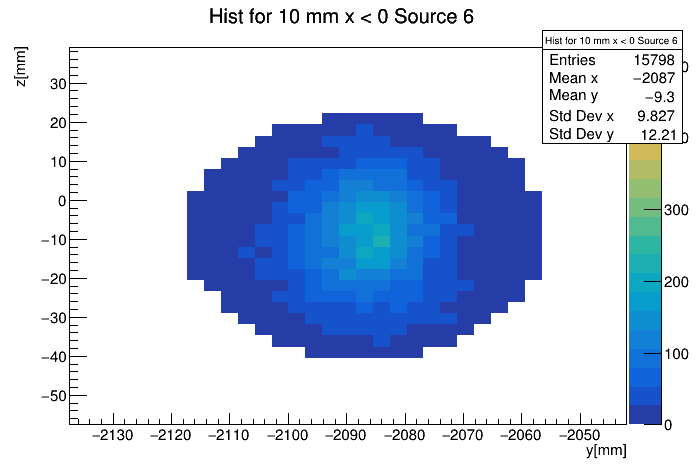 Hist for 10 mm x < 0 Source 6
z[mm]
Hist for 10 mm x < 0 Source 6
Entries 15798
Mean x −2087
Mean y −9.3
Std Dev x 9.827
Std Dev y 12.21
30
20
10
0
−10
−20
−30
−40
−50
−2130 −2120 −2110 −2100 −2090 −2080 −2070 −2060 −2050
y[mm]
300
200
100
0